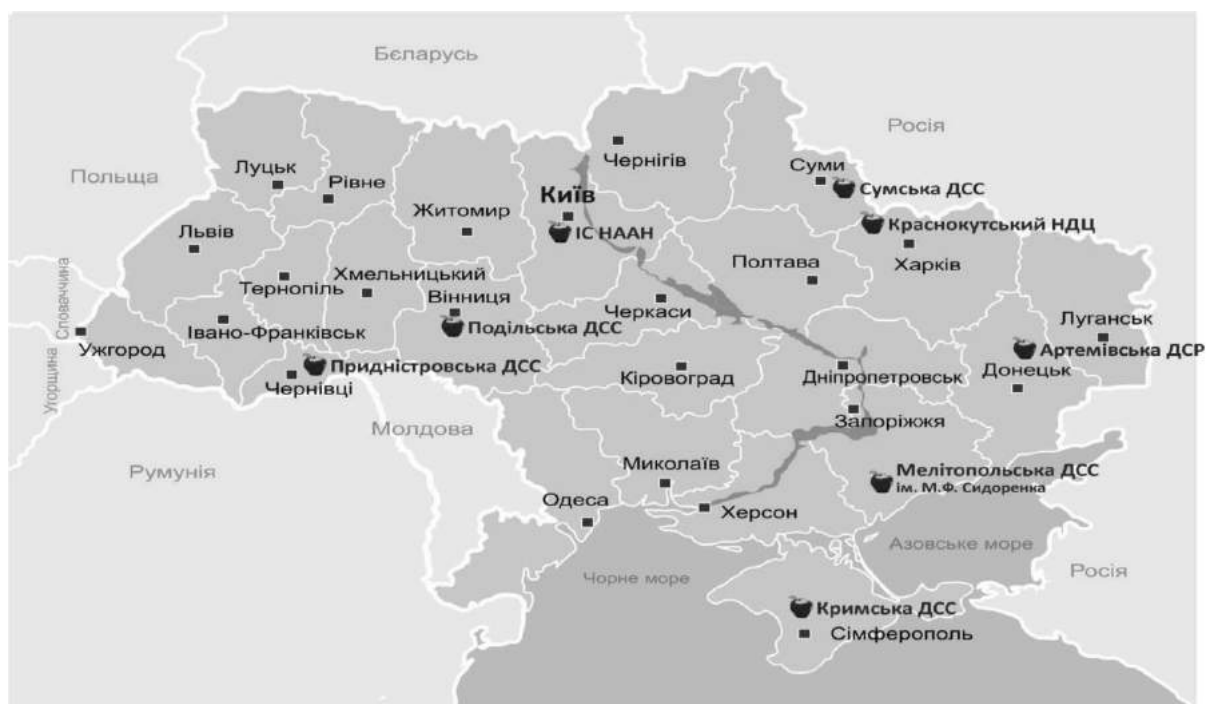 Бєларусь
Росія
Польща
Чернігів
Луцьк
Рівне
Суми
Сумська ДСС
Київ
ІС НААН
Житомир
Краснокутський НДЦ
Харків
Львів
Полтава
Хмельницький
Тернопіль
Вінниця
Подільська ДСС
Черкаси
Словаччина
Угорщина
Ужгород
Івано-Франківськ
Луганськ
Артемівська ДСР
Донецьк
Придністровська ДСС
Чернівці
Кіровоград
Дніпропетровськ
Запоріжжя
Молдова
Румунія
Миколаїв
Мелітопольська ДСС
ім. М.Ф. Сидоренка
Одеса
Херсон
Азовське море
Чорне море
Росія
Кримська ДСС
Сімферополь